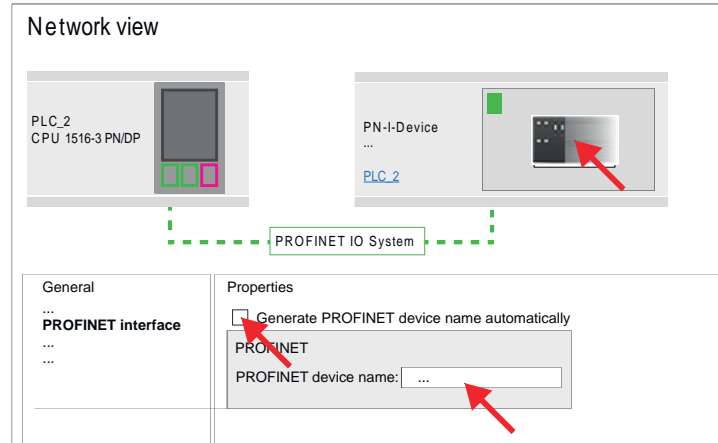 Network view
PLC_2
CPU 1516-3 PN/DP
PN-I-Device
...
PLC_2
PROFINET IO System
General
...
PROFINET interface
...
...
Properties
Generate PROFINET device name automatically
PROFINET
PROFINET device name:
...